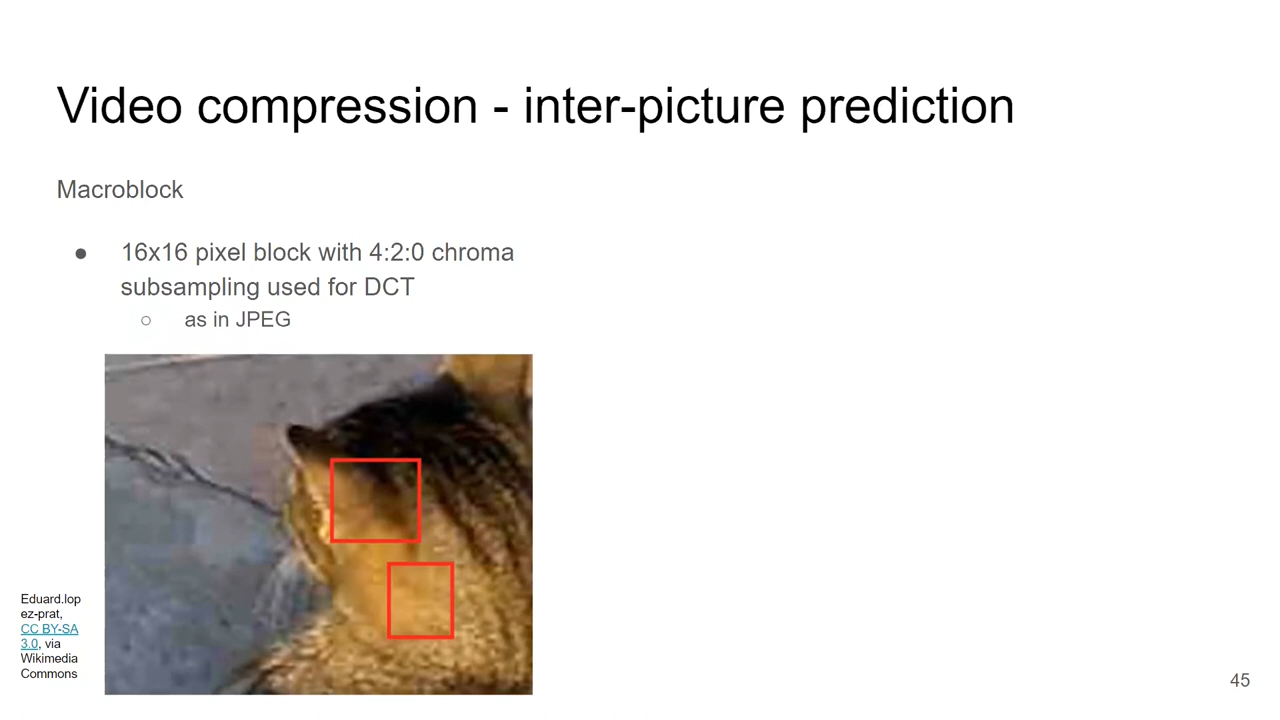 Video compression - inter-picture prediction
Macroblock
● 16x16 pixel block with 4:2:0 chroma
subsampling used for DCT
○ as in JPEG
Eduard.lop
ez-prat,
CC BY-SA
3.0, via
Wikimedia
Commons
45